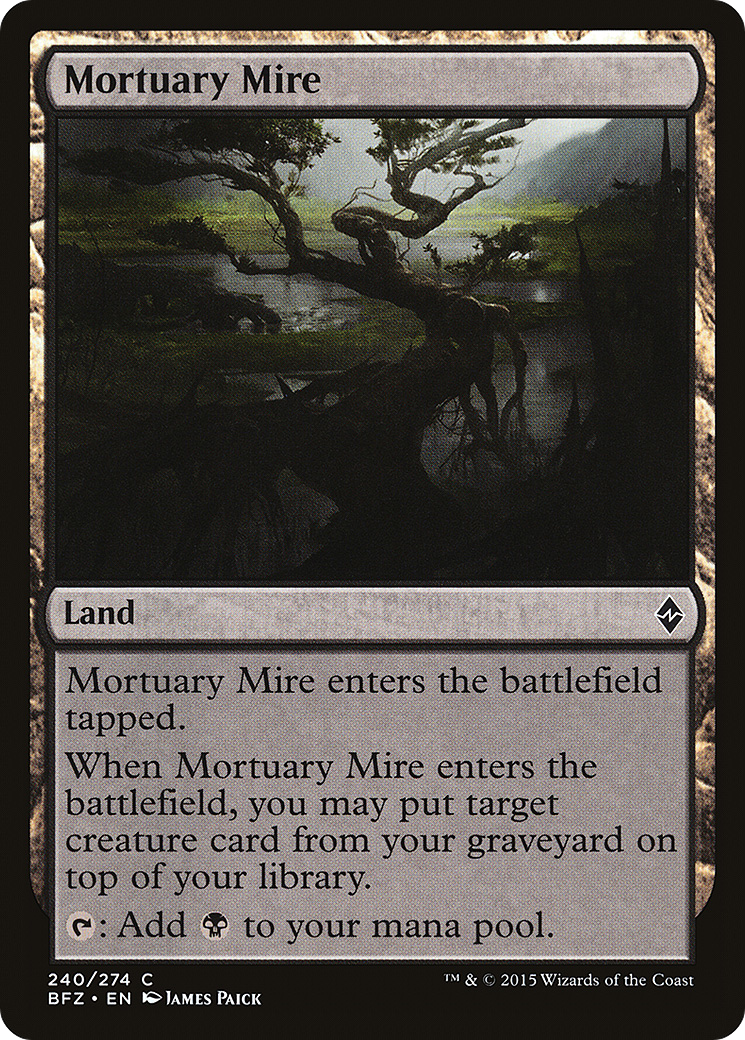 Mortuary Mire
Land
Mortuary Mire enters the battlefield
tapped.
When Mortuary Mire enters the
battlefield, you may put target
creature card from your graveyard on
top of your library.
: Add to your mana pool.
240/274 C
BFZ • EN James Paick
™ & © 2015 Wizards of the Coast